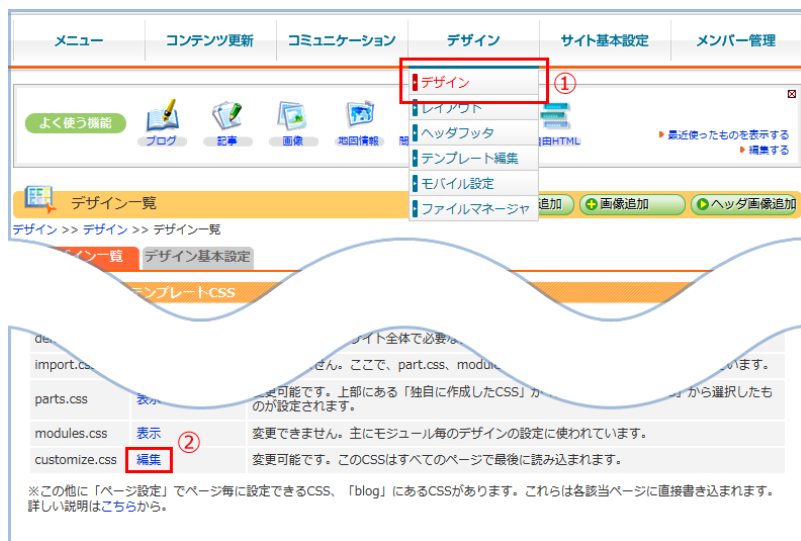 メニュー コンテンツ更新 コミュニケーション デザイン サイト基本設定 メンバー管理
デザイン ①
レイアウト
ヘッダフッタ
テンプレート編集
モバイル設定
ファイルマネージャ
よく使う機能
ブログ 記事 画像 地図情報 由HTML
最近使ったものを表示する
編集する
デザイン一覧
追加 画像追加 ヘッダ画像追加
デザイン >> デザイン >> デザイン一覧
イン一覧 デザイン基本設定
テンプレートCSS
イト全体で必要な
import.cs
せん。ここで、part.css、modul
います。
parts.css 表示 変更可能です。上部にある「独自に作成したCSS」か から選択したも
のが設定されます。
modules.css 表示 ② 変更できません。主にモジュール毎のデザインの設定に使われています。
customize.css 編集 変更可能です。このCSSはすべてのページで最後に読み込まれます。
※この他に「ページ設定」でページ毎に設定できるCSS、「blog」にあるCSSがあります。これらは各該当ページに直接書き込まれます。
詳しい説明はこちらから。